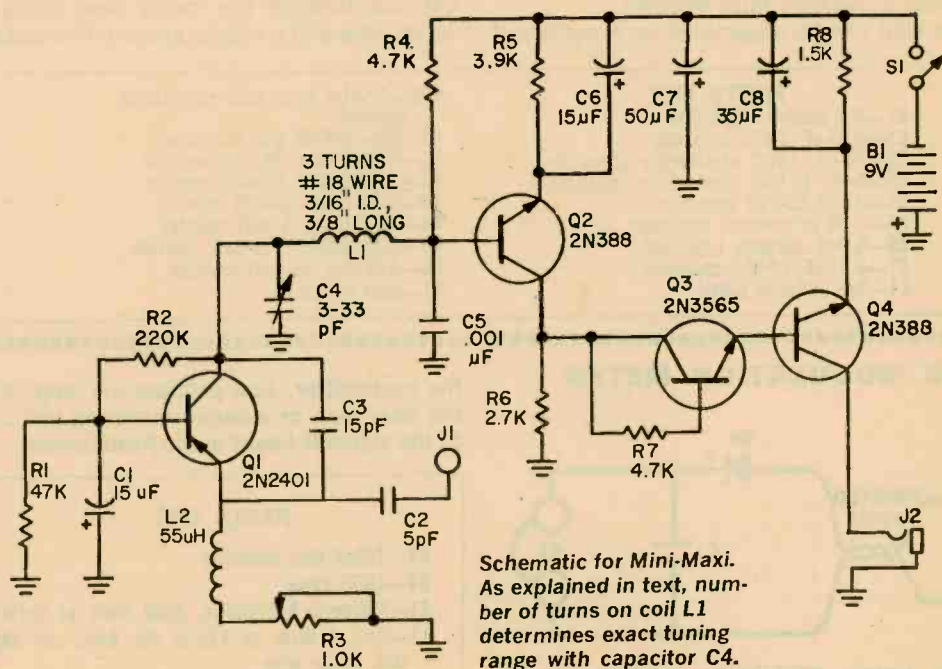 R4
4.7K
R5
3.9K
C6
15µF
C7
50µF
C8
35µF
R8
1.5K
S1
B1
9V
+
+
+
+
3 TURNS
#18 WIRE
3/16" I.D.,
3/8" LONG
L1
Q2
2N388
C4
3-33
pF
R2
220K
C5
.001
µF
Q3
2N3565
Q4
2N388
C3
15pF
R6
2.7K
J1
R7
4.7K
R1
47K
C1
15uF
+
Q1
2N2401
L2
55uH
C2
5pF
J2
R3
1.0K
Schematic for Mini-Maxi.
As explained in text, num-
ber of turns on coil L1
determines exact tuning
range with capacitor C4.